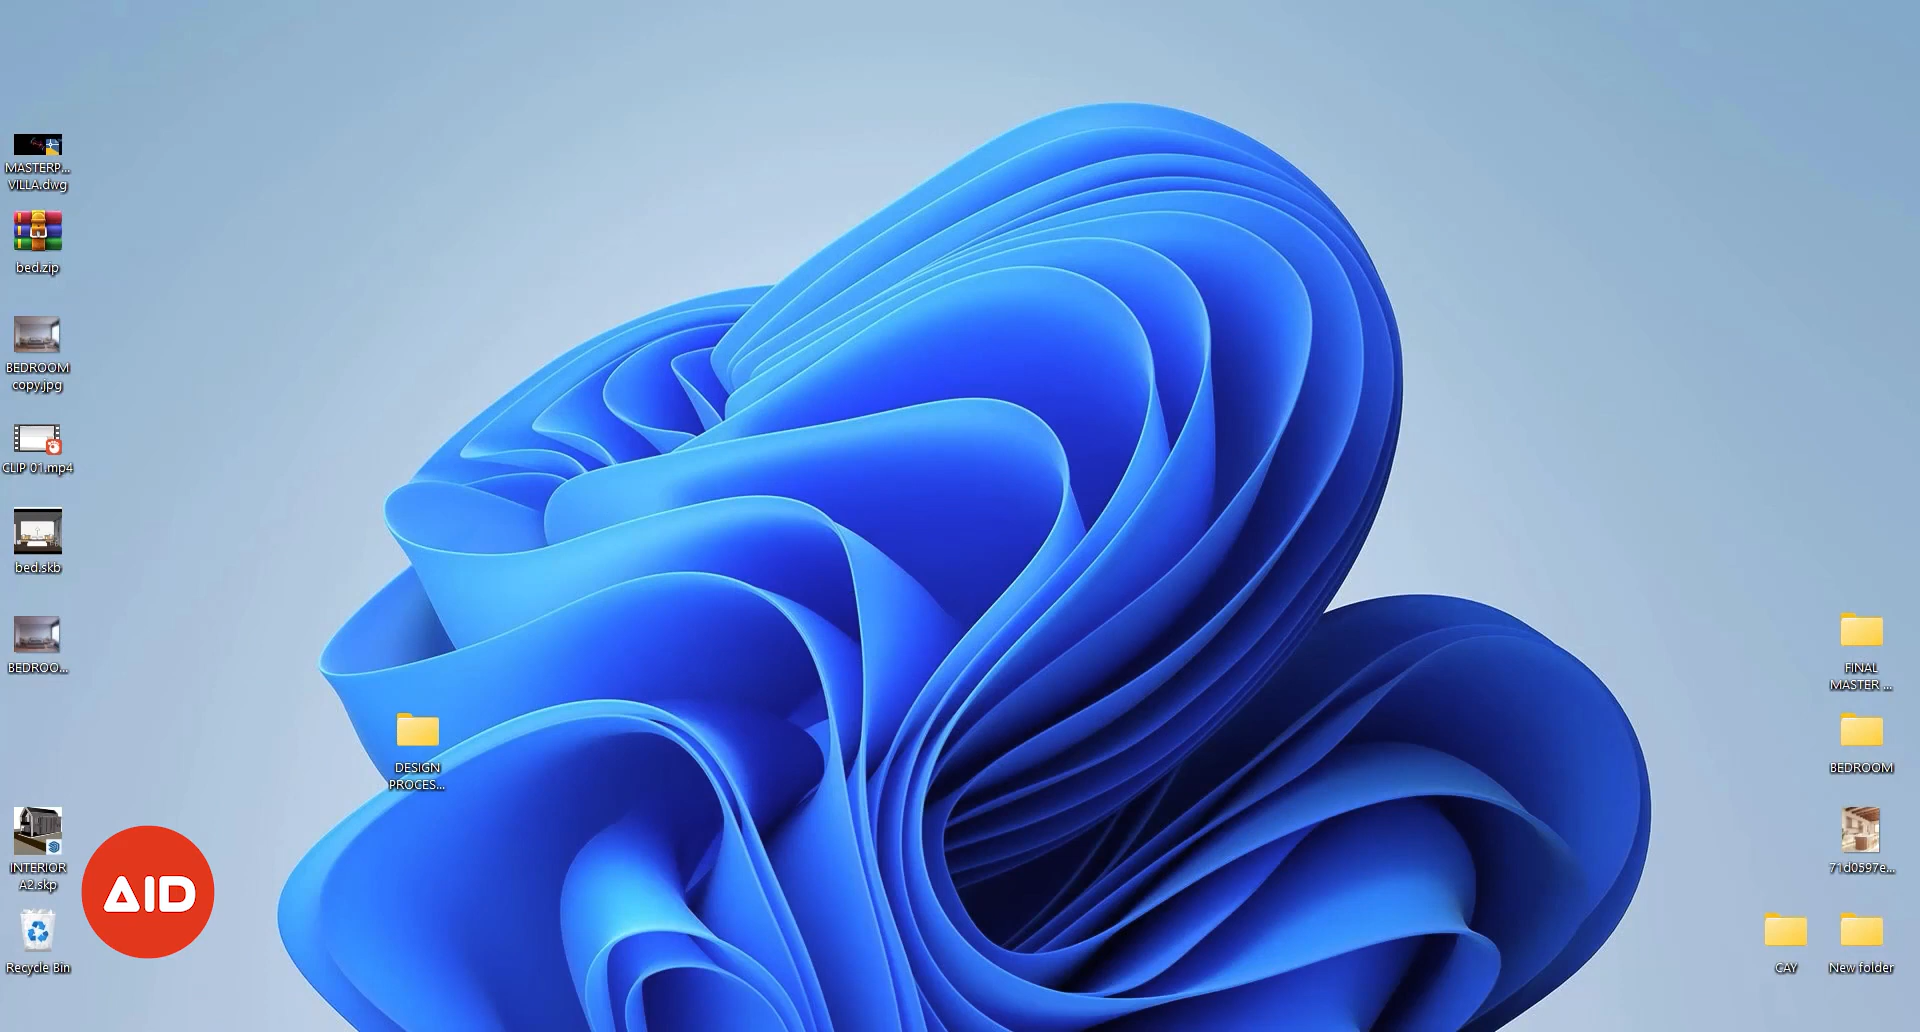 MASTERP...
VILLA.dwg
bed.zip
BEDROOM
copy.jpg
CLIP 01.mp4
bed.skb
BEDROO...
DESIGN
PROCES...
INTERIOR
A2.skp
AID
Recycle Bin
FINAL
MASTER ...
BEDROOM
71d0597e...
CAY
New folder